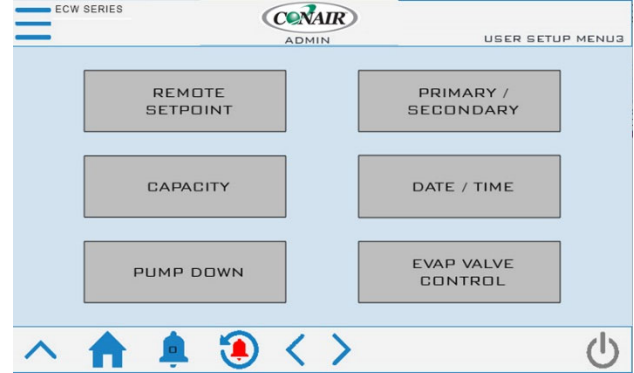 ECW SERIES
CONAIR
ADMIN
USER SETUP MENU3
REMOTE
SETPOINT
PRIMARY /
SECONDARY
CAPACITY
DATE / TIME
PUMP DOWN
EVAP VALVE
CONTROL
0